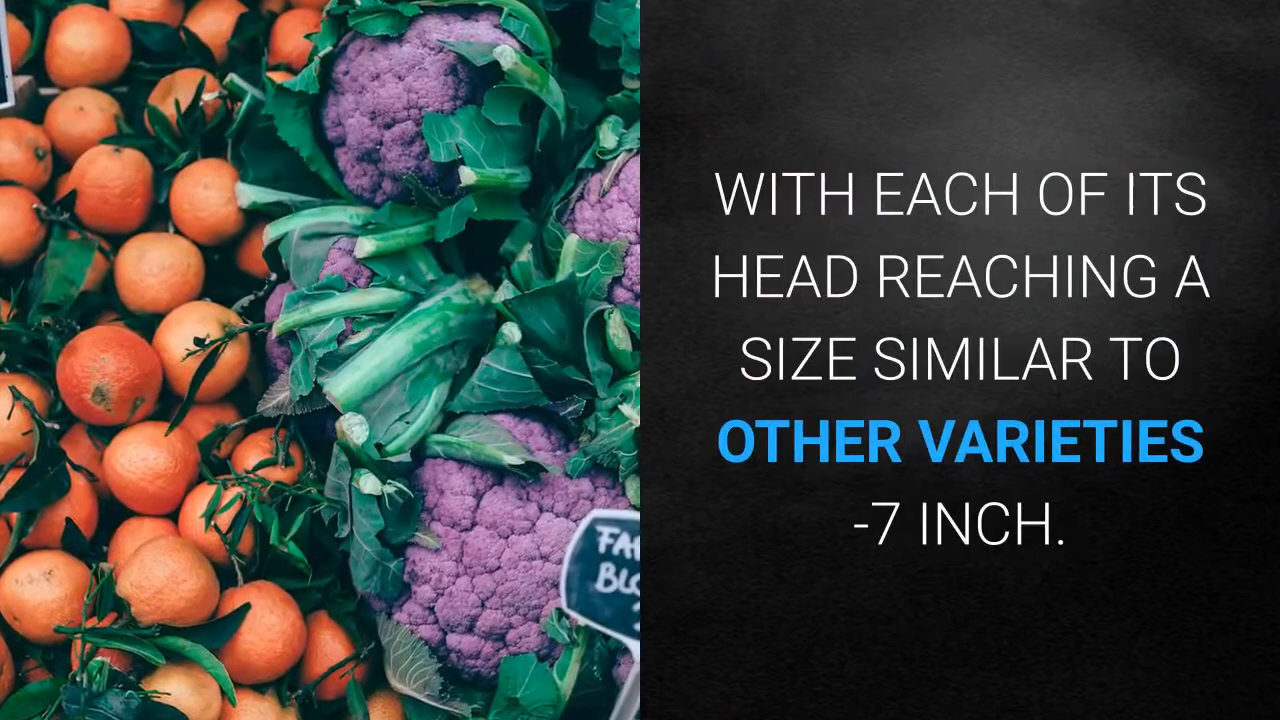 WITH EACH OF ITS
HEAD REACHING A
SIZE SIMILAR TO
OTHER VARIETIES
-7 INCH.